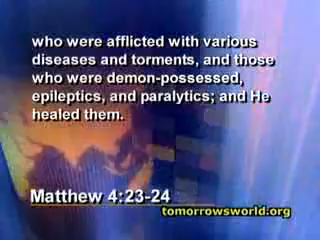 who were afflicted with various
diseases and torments, and those
who were demon-possessed,
epileptics, and paralytics; and He
healed them.
Matthew 4:23-24
tomorrowsworld.org